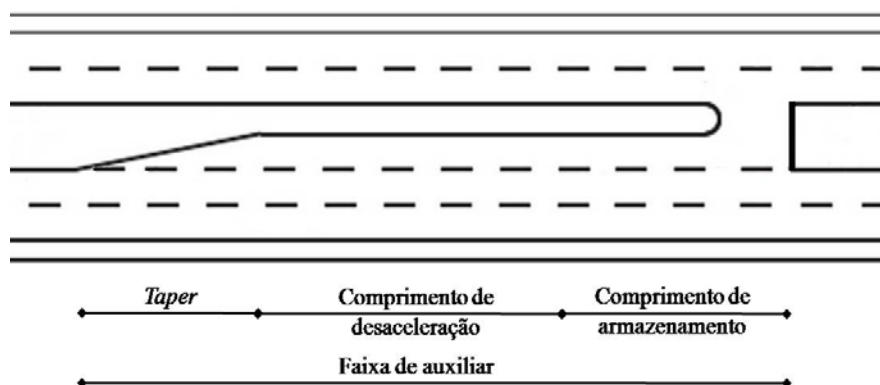 Taper
Comprimento de
desaceleração
Comprimento de
armazenamento
Faixa de auxiliar